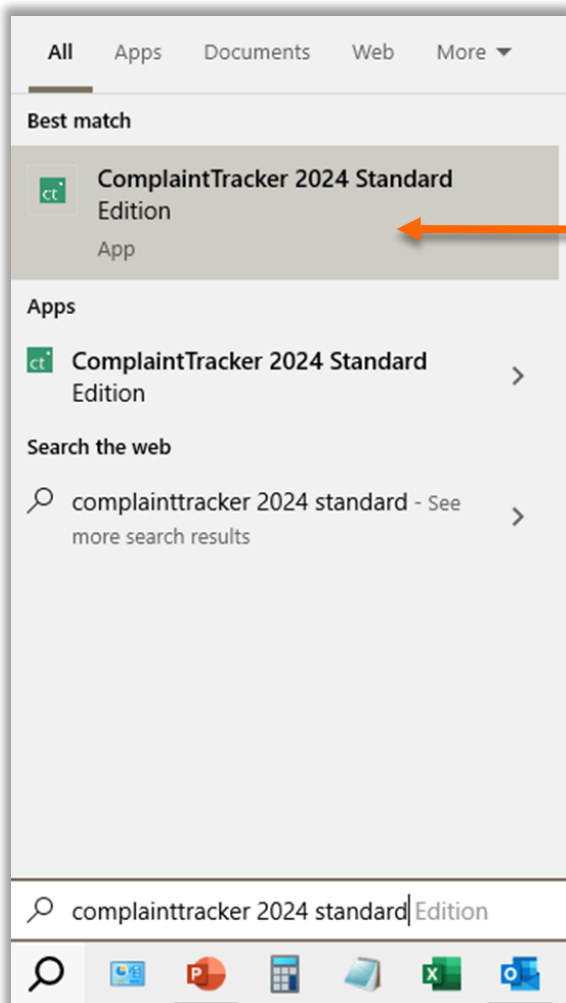 All Apps Documents Web More
Best match
ct
ComplaintTracker 2024 Standard
Edition
App
Apps
ct
ComplaintTracker 2024 Standard
Edition
Search the web
complainttracker 2024 standard - See
more search results
complainttracker 2024 standard Edition
P X O